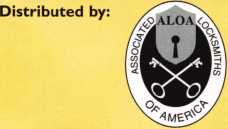 Distributed by:
ALOA
ASSOCIATED LOCKSMITHS
OF AMERICA